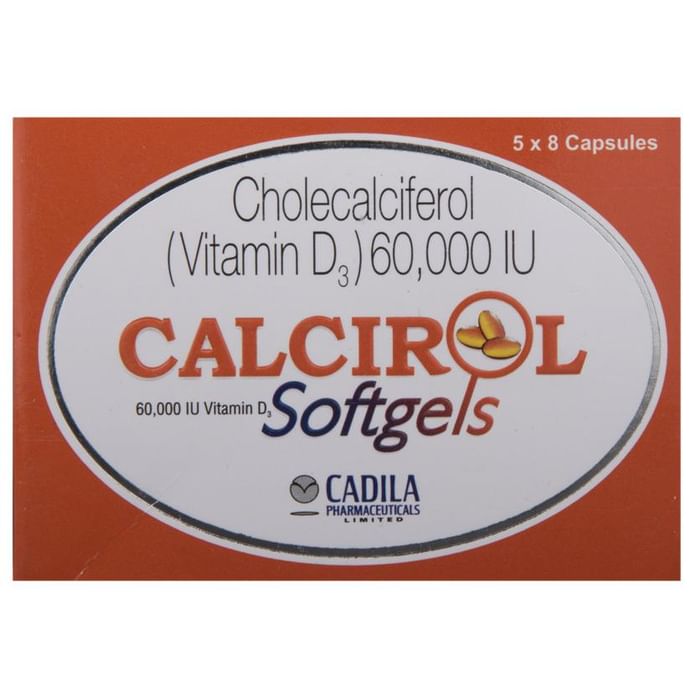 5 x 8 Capsules
Cholecalciferol
(Vitamin D₃) 60,000 IU
CALCIROL
60,000 IU Vitamin D₃ Softgels
CADILA
PHARMACEUTICALS
LIMITED